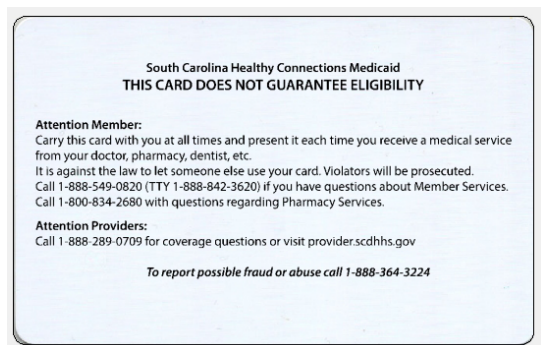 South Carolina Healthy Connections Medicaid
THIS CARD DOES NOT GUARANTEE ELIGIBILITY
Attention Member:
Carry this card with you at all times and present it each time you receive a medical service
from your doctor, pharmacy, dentist, etc.
It is against the law to let someone else use your card. Violators will be prosecuted.
Call 1-888-549-0820 (TTY 1-888-842-3620) if you have questions about Member Services.
Call 1-800-834-2680 with questions regarding Pharmacy Services.
Attention Providers:
Call 1-888-289-0709 for coverage questions or visit provider.scdhhs.gov
To report possible fraud or abuse call 1-888-364-3224